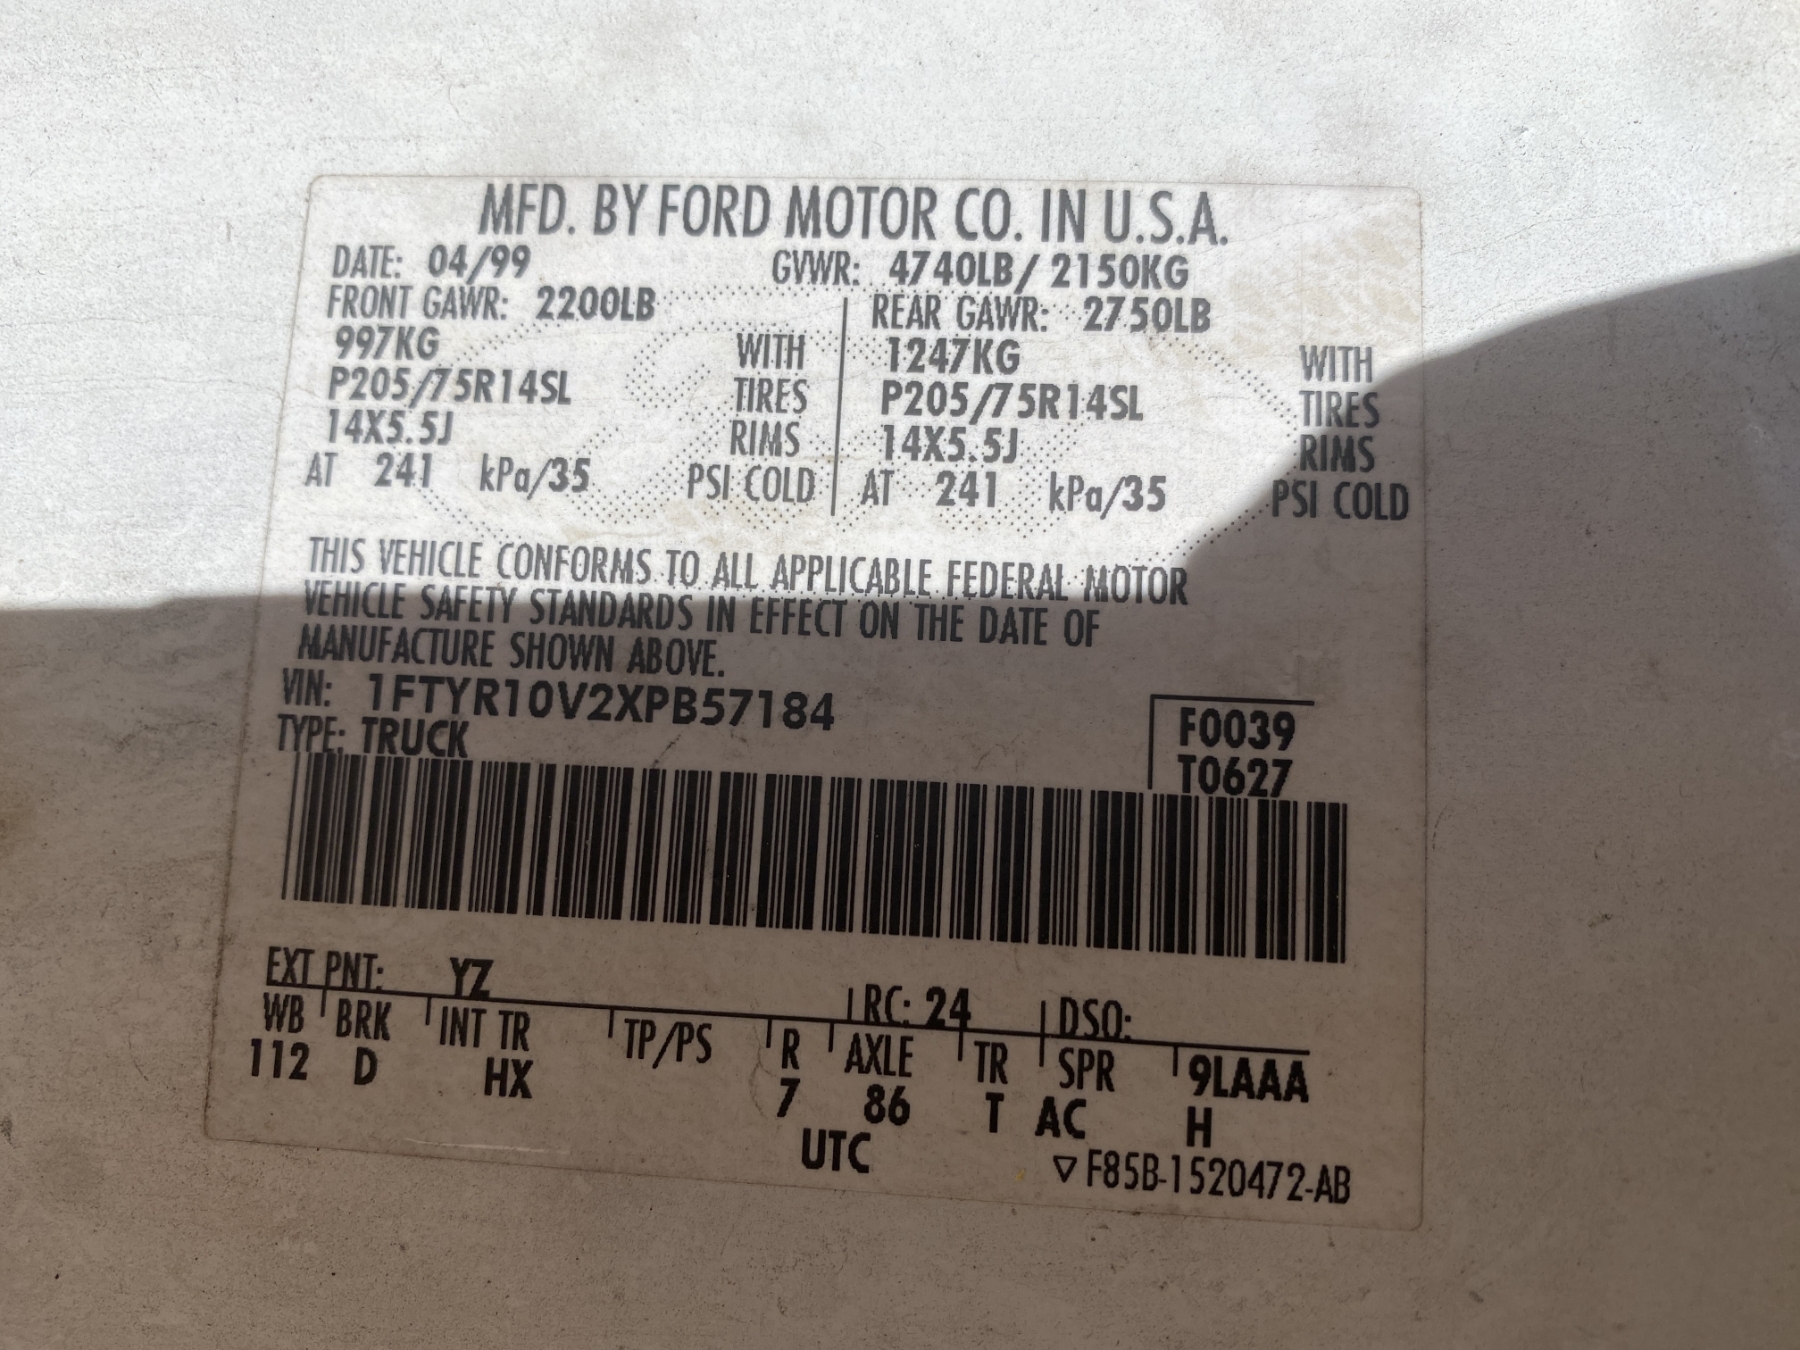 MFD. BY FORD MOTOR CO. IN U.S.A.
DATE: 04/99 GVWR: 4740LB/ 2150KG
FRONT GAWR: 2200LB REAR GAWR: 2750LB
997KG WITH 1247KG WITH
P205/75R14SL TIRES P205/75R14SL TIRES
14X5.5J RIMS 14X5.5J RIMS
AT 241 kPa/35 PSI COLD AT 241 kPa/35 PSI COLD
THIS VEHICLE CONFORMS TO ALL APPLICABLE FEDERAL MOTOR
VEHICLE SAFETY STANDARDS IN EFFECT ON THE DATE OF
MANUFACTURE SHOWN ABOVE.
VIN: 1FTYR10V2XPB57184 F0039
TYPE: TRUCK T0627
EXT PNT: YZ RC: 24 DSO:
WB BRK INT TR TP/PS R AXLE TR SPR 9LAAA
112 D HX 7 86 T AC H
UTC ▽ F85B-1520472-AB